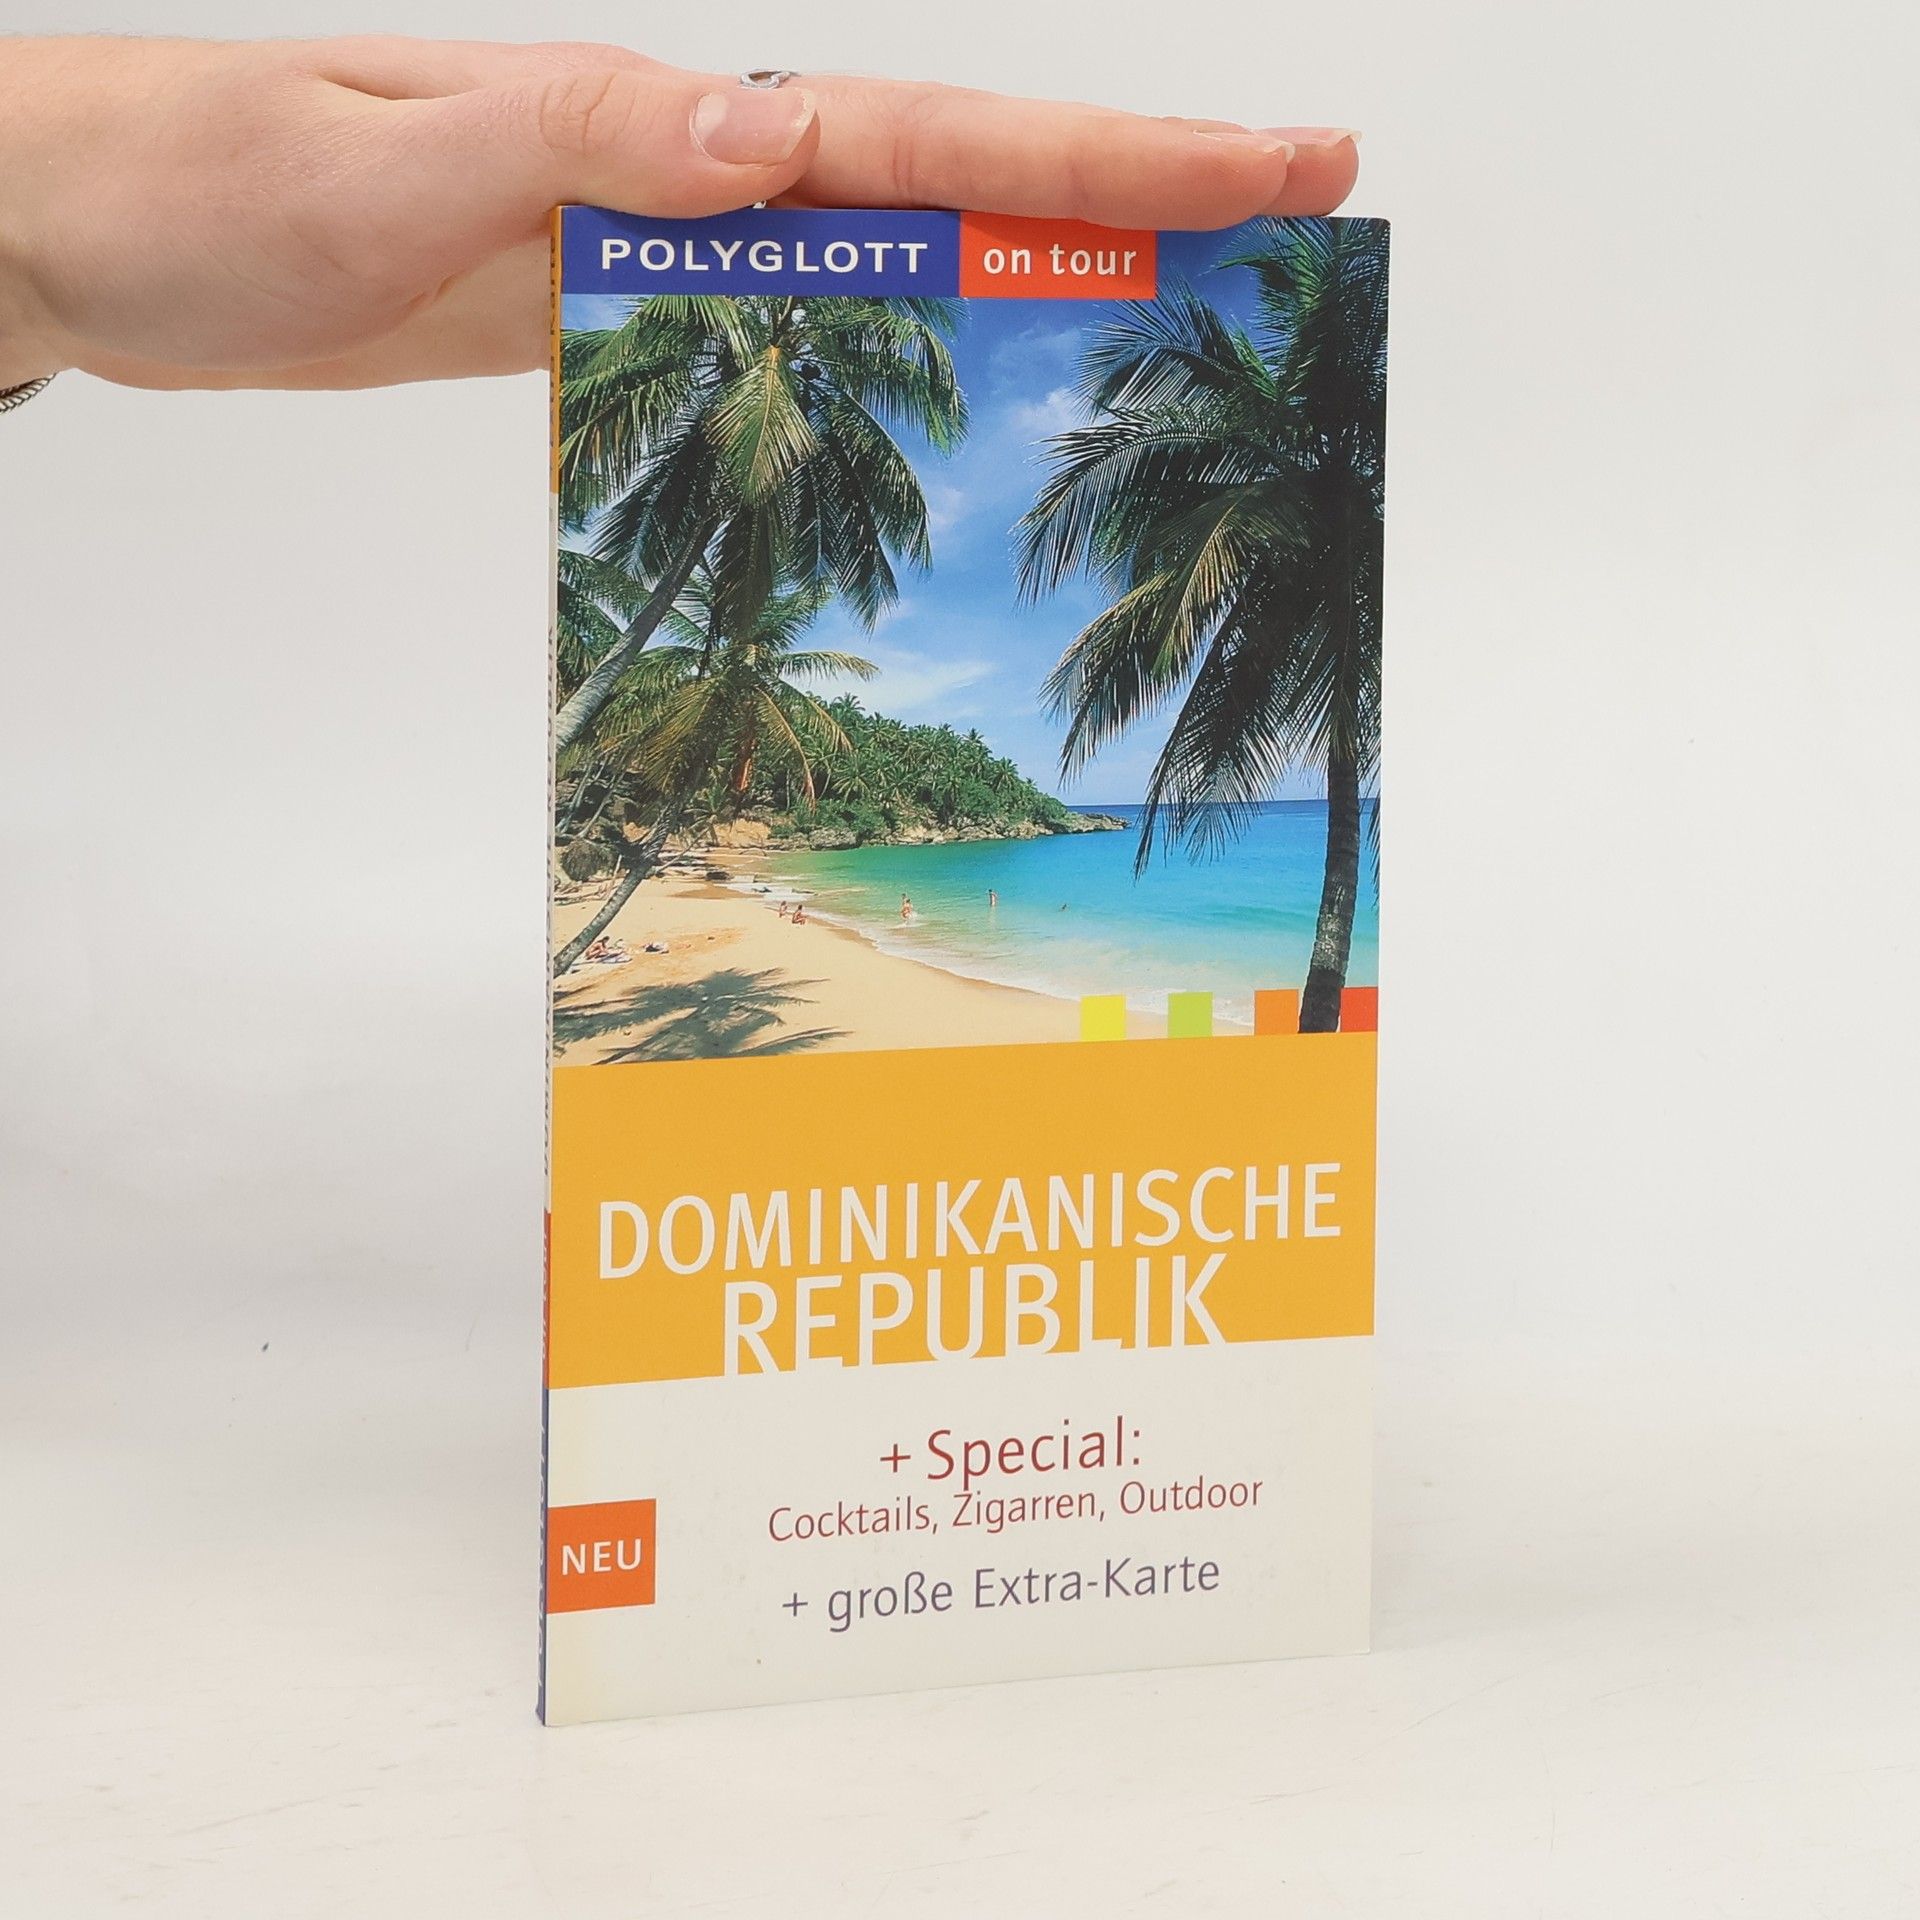 POLYGLOTT on tour
DOMINIKANISCHE
REPUBLIK
+ Special:
Cocktails, Zigarren, Outdoor
NEU
+ große Extra-Karte